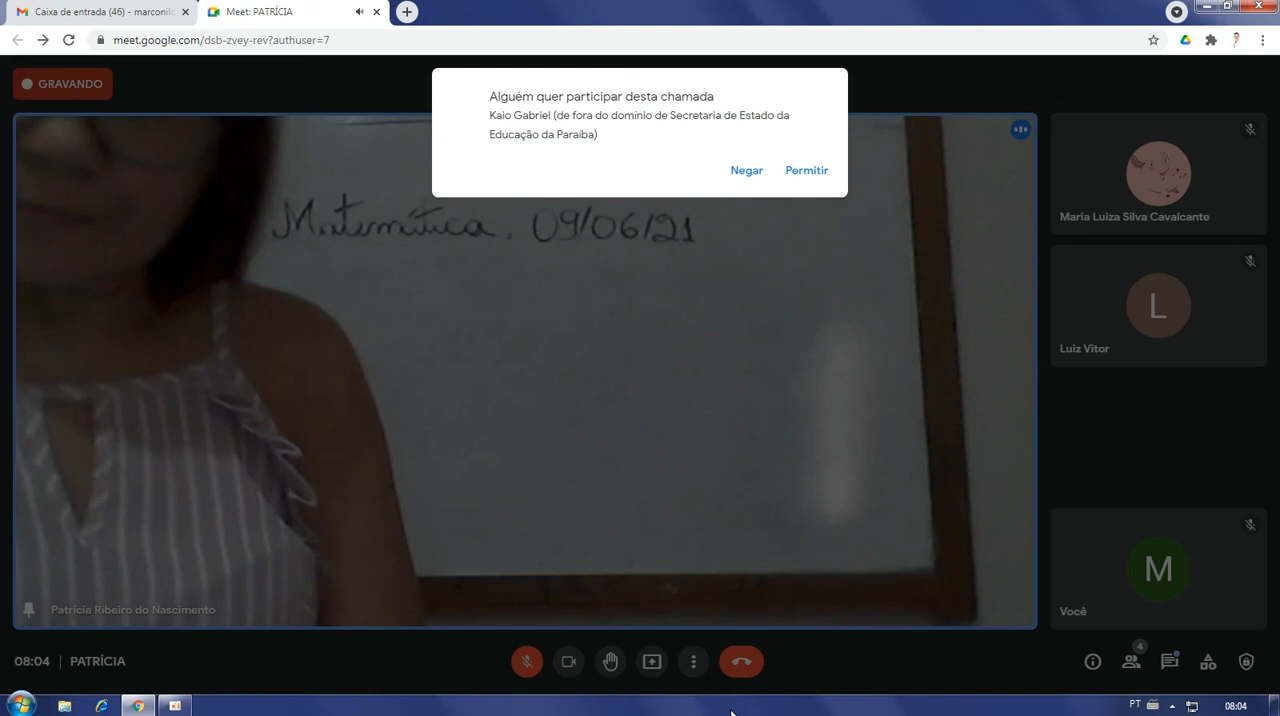 Caixa de entrada (46) - marconilc
Meet: PATRÍCIA
meet.google.com/dsb-zvey-rev?authuser=7
GRAVANDO
Alguém quer participar desta chamada
Kaio Gabriel (de fora do domínio de Secretaria de Estado da
Educação da Paraíba)
Negar
Permitir
Matemática. 09/06/21
Maria Luiza Silva Cavalcante
L
Luiz Vitor
M
Você
Patricia Ribeiro do Nascimento
08:04 | PATRÍCIA
4
PT
08:04